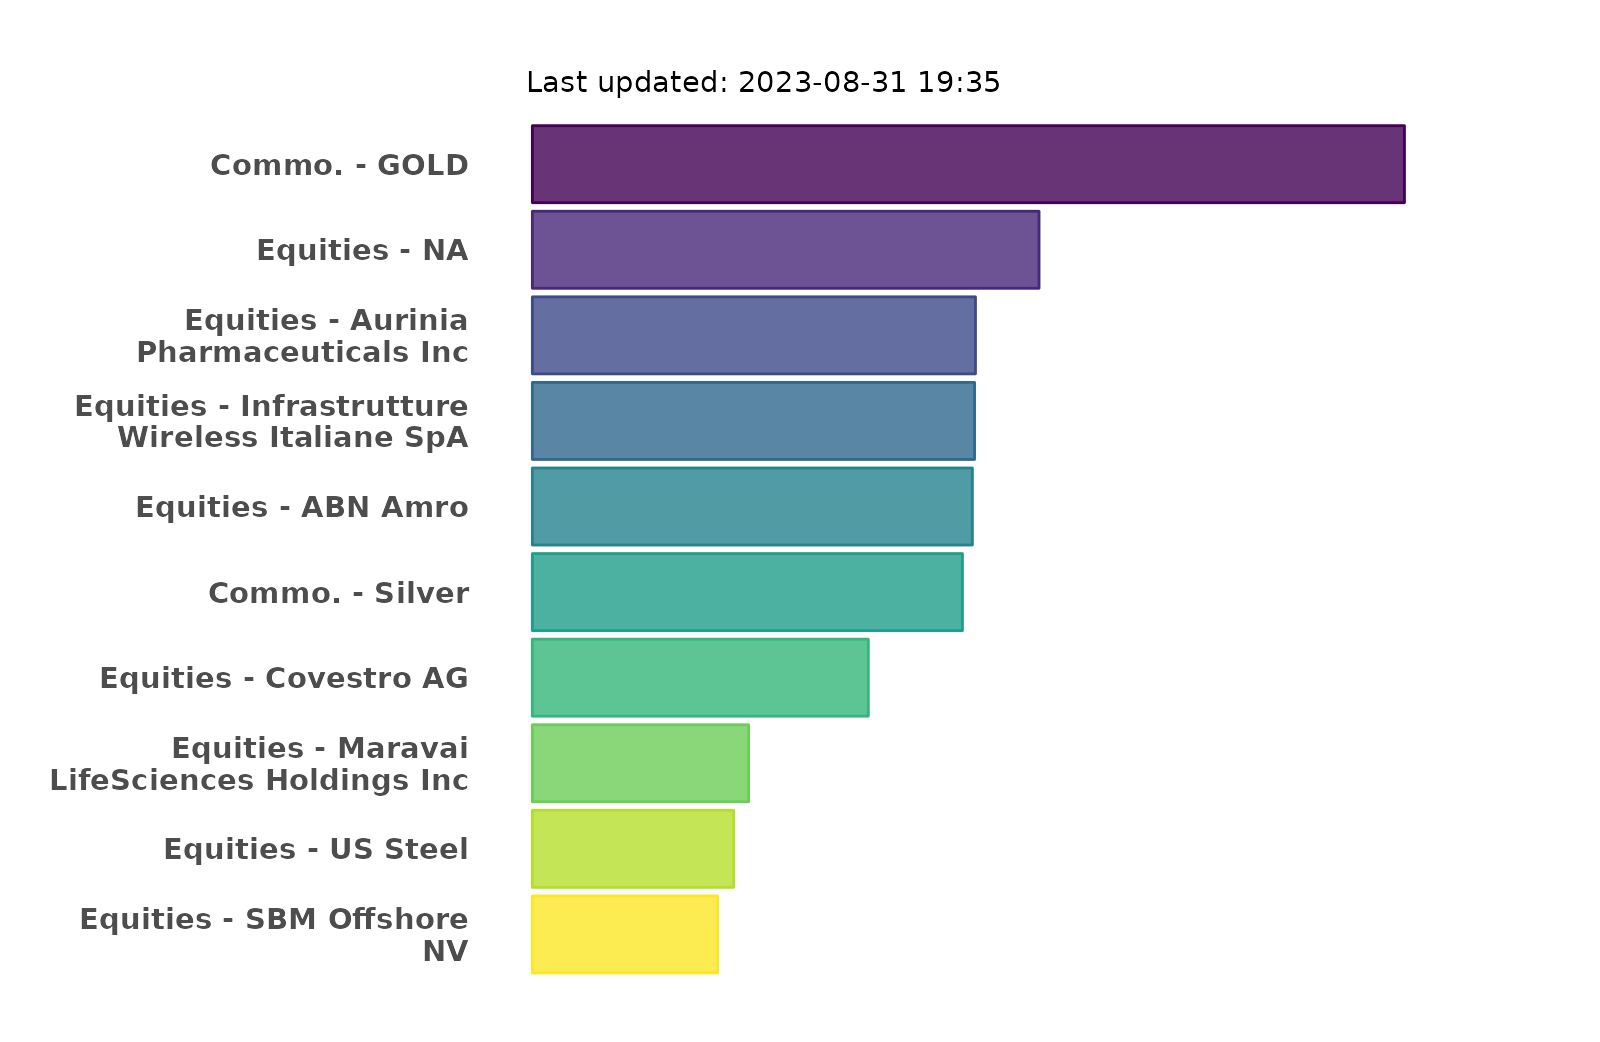 Last updated: 2023-08-31 19:35
Commo. - GOLD
Equities - NA
Equities - Aurinia
Pharmaceuticals Inc
Equities - Infrastrutture
Wireless Italiane SpA
Equities - ABN Amro
Commo. - Silver
Equities - Covestro AG
Equities - Maravai
LifeSciences Holdings Inc
Equities - US Steel
Equities - SBM Offshore
NV